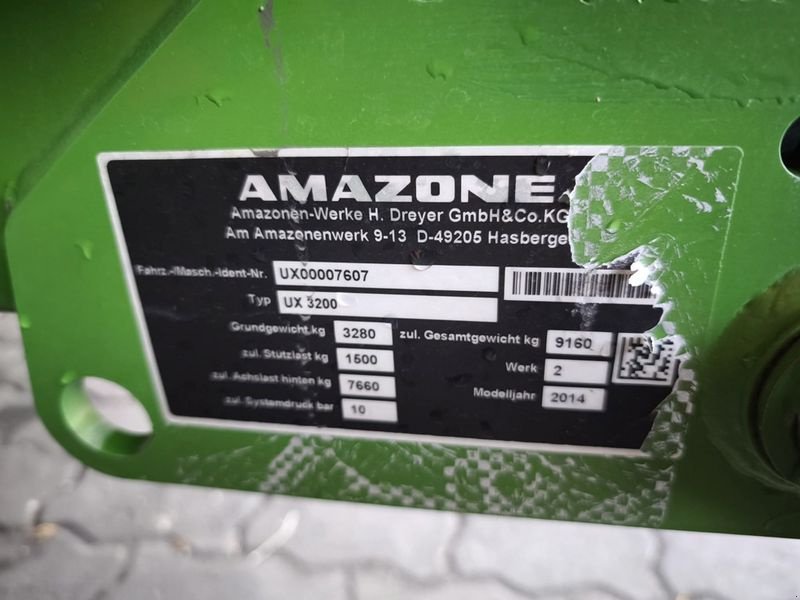 AMAZONE
Amazonen-Werke H. Dreyer GmbH&Co.KG
Am Amazonenwerk 9-13 D-49205 Hasberge
Fahrz.-/Masch.-Ident-Nr. UX00007607
Typ UX 3200
Grundgewicht kg 3280 zul. Gesamtgewicht kg 9160
zul. Stützlast kg 1500 Werk 2
zul. Achslast hinten kg 7660 Modelljahr 2014
zul. Systemdruck bar 10